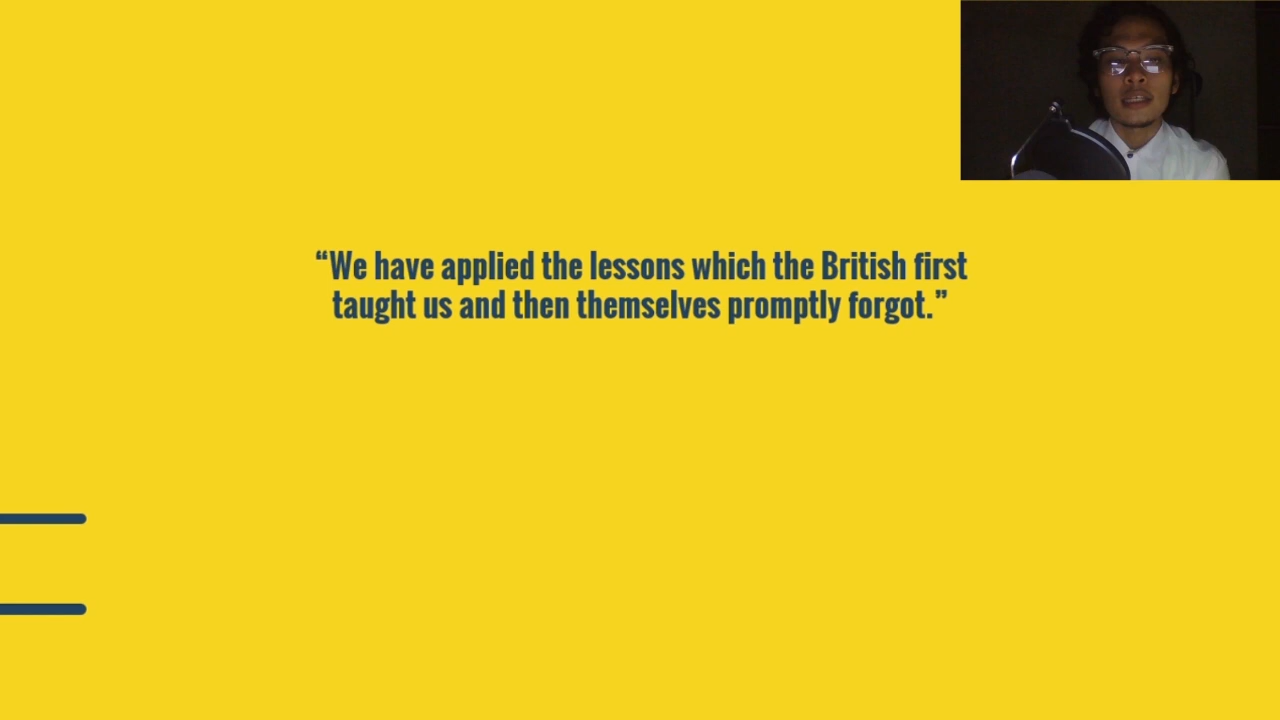 “We have applied the lessons which the British first
taught us and then themselves promptly forgot.”